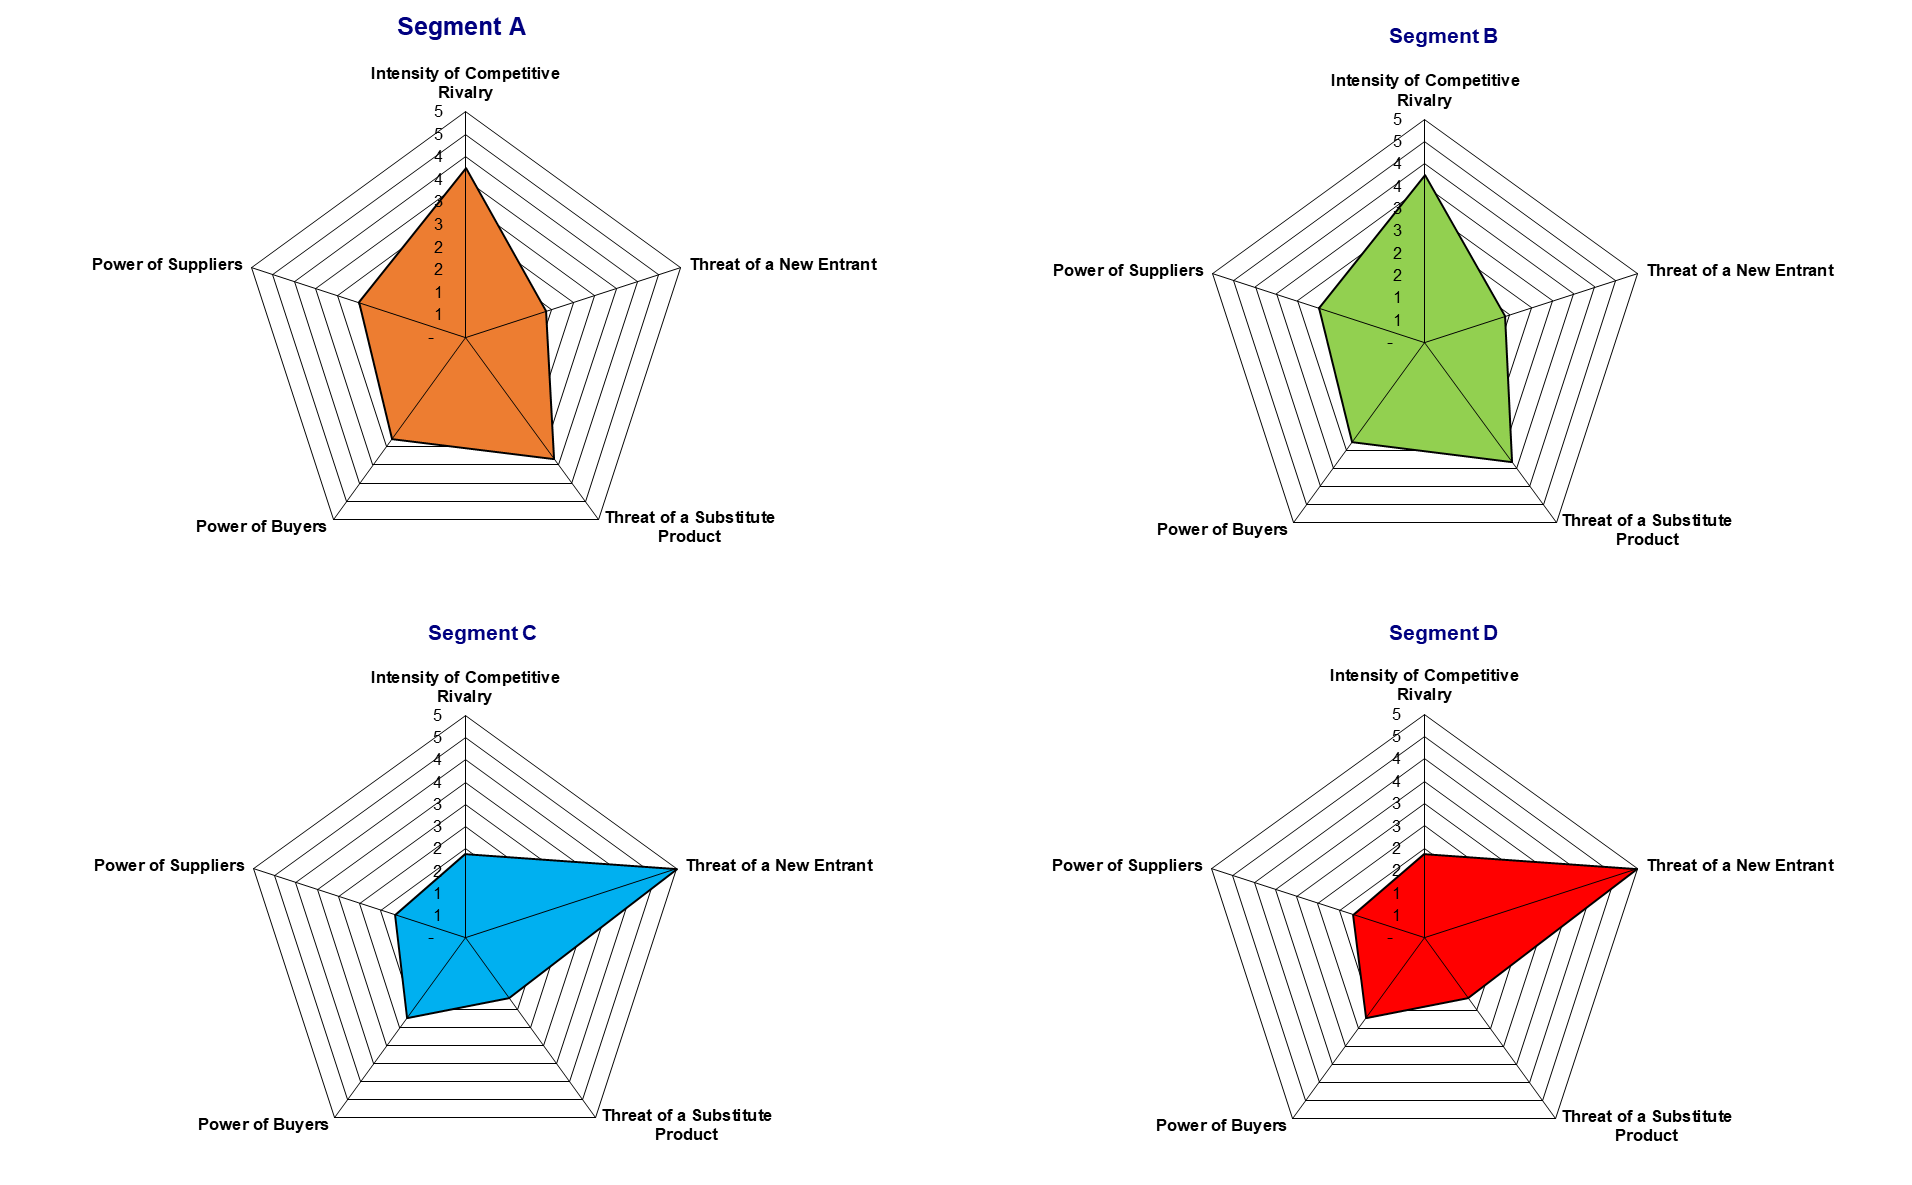 Segment A
Intensity of Competitive
Rivalry
5
5
4
4
3
3
2
2
1
1
-
Threat of a New Entrant
Threat of a Substitute
Product
Power of Buyers
Power of Suppliers
Segment B
Intensity of Competitive
Rivalry
5
5
4
4
3
3
2
2
1
1
-
Threat of a New Entrant
Threat of a Substitute
Product
Power of Buyers
Power of Suppliers
Segment C
Intensity of Competitive
Rivalry
5
5
4
4
3
3
2
2
1
1
-
Threat of a New Entrant
Threat of a Substitute
Product
Power of Buyers
Power of Suppliers
Segment D
Intensity of Competitive
Rivalry
5
5
4
4
3
3
2
2
1
1
-
Threat of a New Entrant
Threat of a Substitute
Product
Power of Buyers
Power of Suppliers